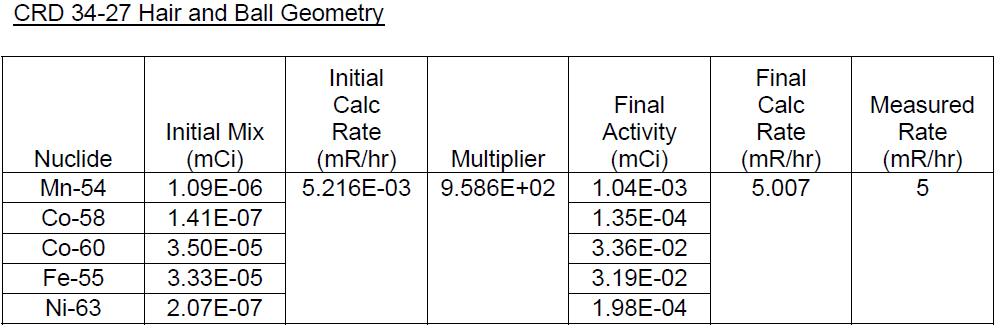 CRD 34-27 Hair and Ball Geometry
Nuclide Initial Mix (mCi) Initial Calc Rate (mR/hr) Multiplier Final Activity (mCi) Final Calc Rate (mR/hr) Measured Rate (mR/hr)
Mn-54 1.09E-06 5.216E-03 9.586E+02 1.04E-03 5.007 5
Co-58 1.41E-07 1.35E-04
Co-60 3.50E-05 3.36E-02
Fe-55 3.33E-05 3.19E-02
Ni-63 2.07E-07 1.98E-04